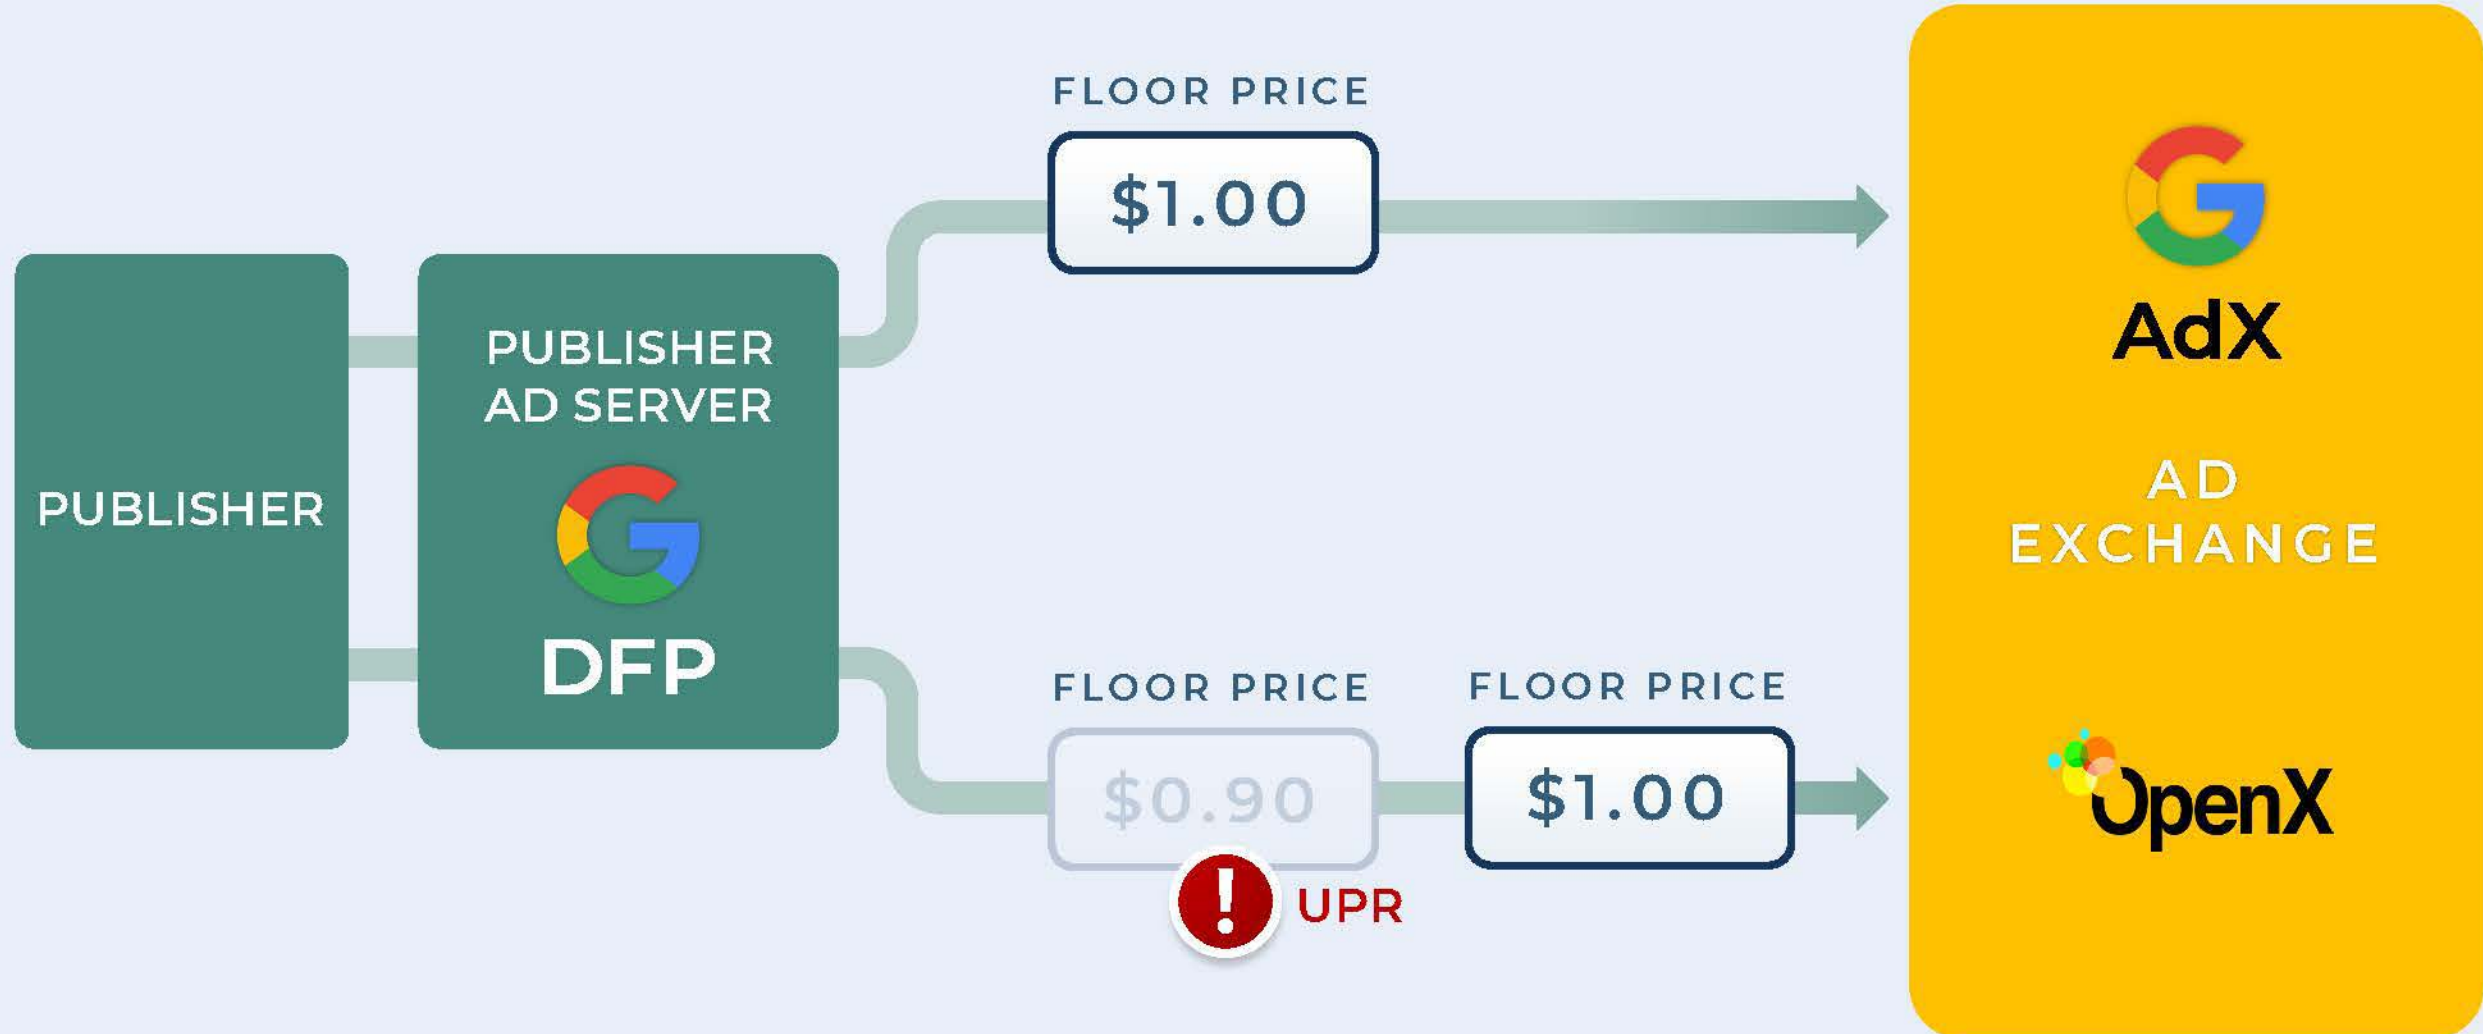 FLOOR PRICE
$1.00
PUBLISHER
PUBLISHER
AD SERVER
DFP
AdX
AD
EXCHANGE
FLOOR PRICE
$0.90
UPR
FLOOR PRICE
$1.00
OpenX